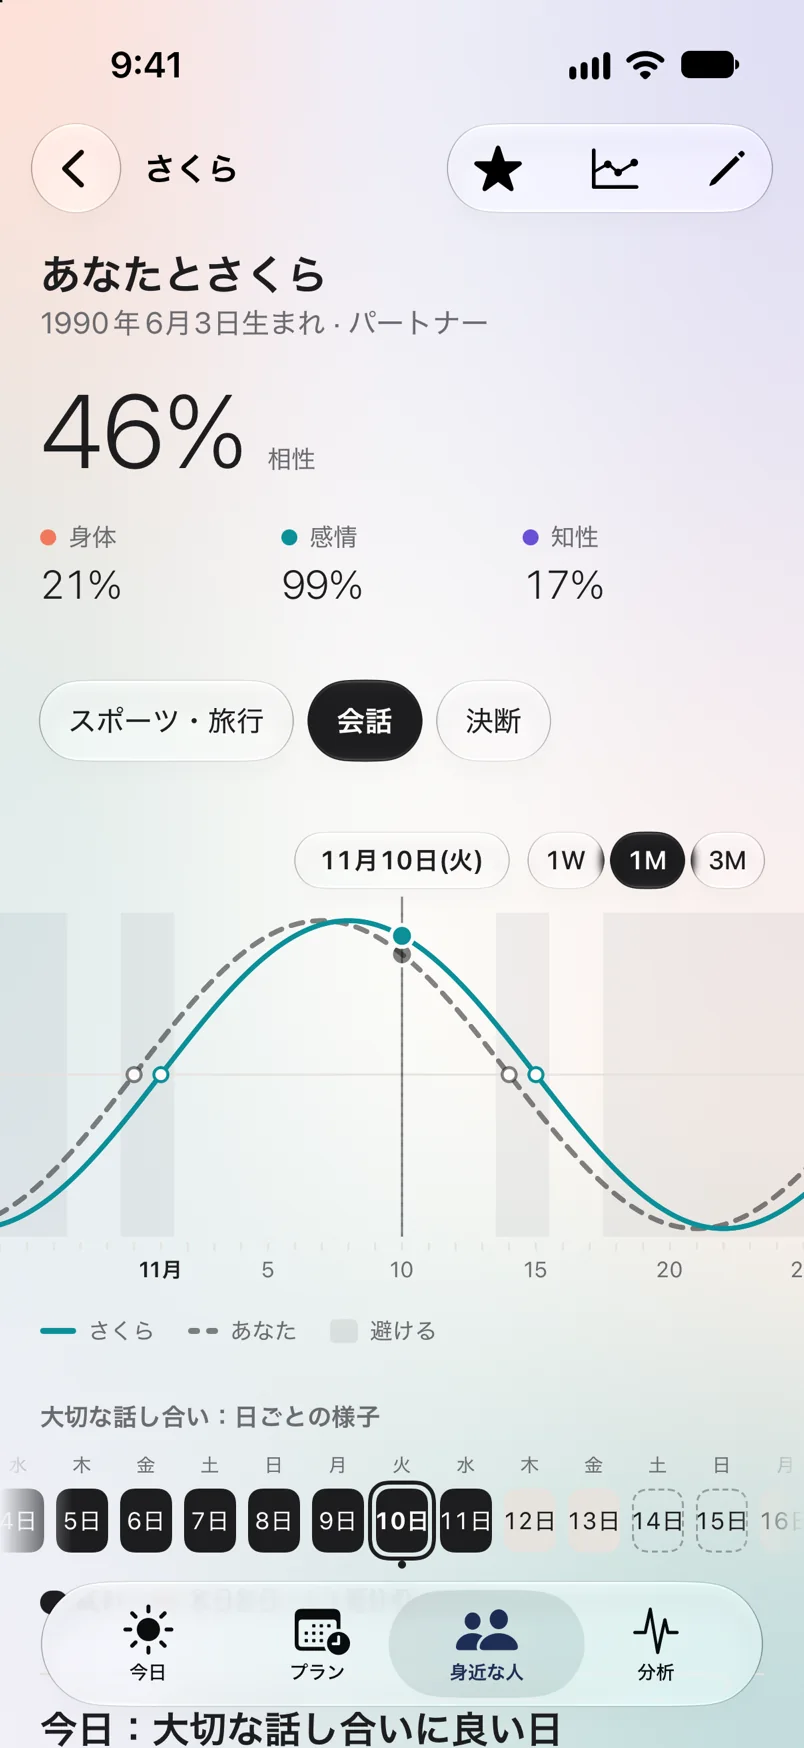 9:41
さくら
あなたとさくら
1990年6月3日生まれ · パートナー
46% 相性
身体 感情 知性
21% 99% 17%
スポーツ・旅行 会話 決断
11月10日(火) 1W 1M 3M
11月 5 10 15 20 2
さくら あなた 避ける
大切な話し合い：日ごとの様子
水 木 金 土 日 月 火 水 木 金 土 日 月
4日 5日 6日 7日 8日 9日 10日 11日 12日 13日 14日 15日 16日
今日 プラン 身近な人 分析
今日：大切な話し合いに良い日